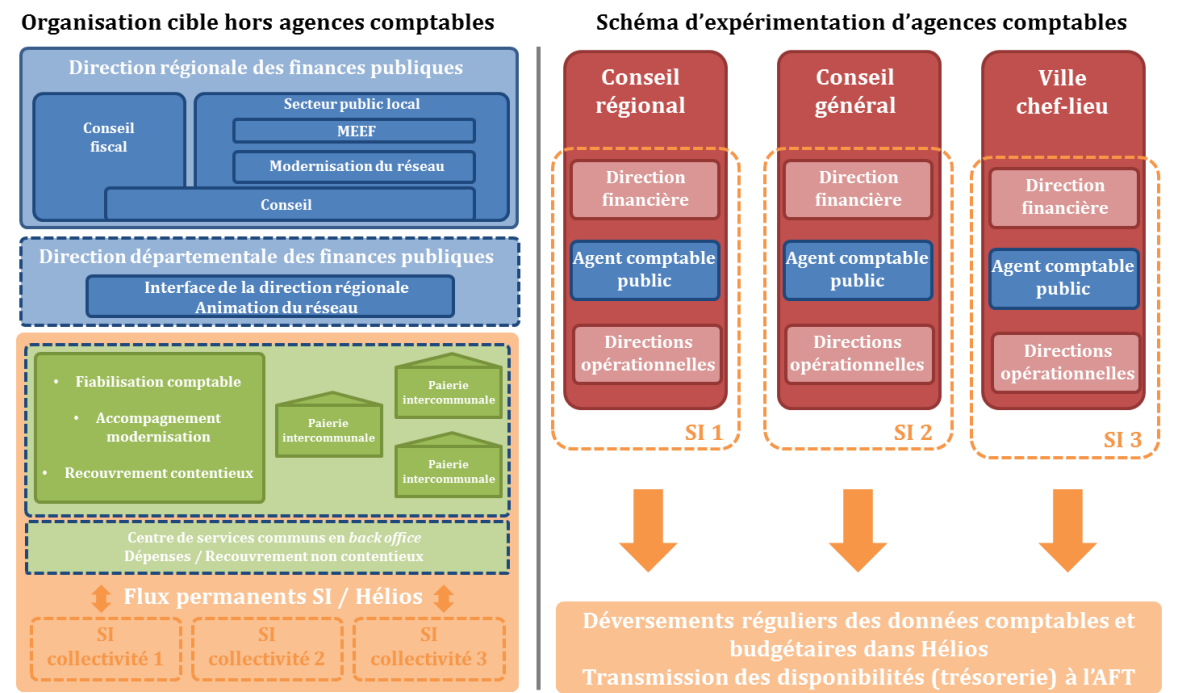 Organisation cible hors agences comptables
Direction régionale des finances publiques
Conseil
fiscal
Secteur public local
MEEF
Modernisation du réseau
Conseil
Direction départementale des finances publiques
Interface de la direction régionale
Animation du réseau
• Fiabilisation comptable
• Accompagnement
modernisation
• Recouvrement contentieux
Paierie
intercommunale
Paierie
intercommunale
Paierie
intercommunale
Centre de services communs en back office
Dépenses / Recouvrement non contentieux
Flux permanents SI / Hélios
SI
collectivité 1
SI
collectivité 2
SI
collectivité 3
Schéma d’expérimentation d’agences comptables
Conseil
régional
Direction
financière
Agent comptable
public
Directions
opérationnelles
SI 1
Conseil
général
Direction
financière
Agent comptable
public
Directions
opérationnelles
SI 2
Ville
chef-lieu
Direction
financière
Agent comptable
public
Directions
opérationnelles
SI 3
Déversements réguliers des données comptables et
budgétaires dans Hélios
Transmission des disponibilités (trésorerie) à l’AFT